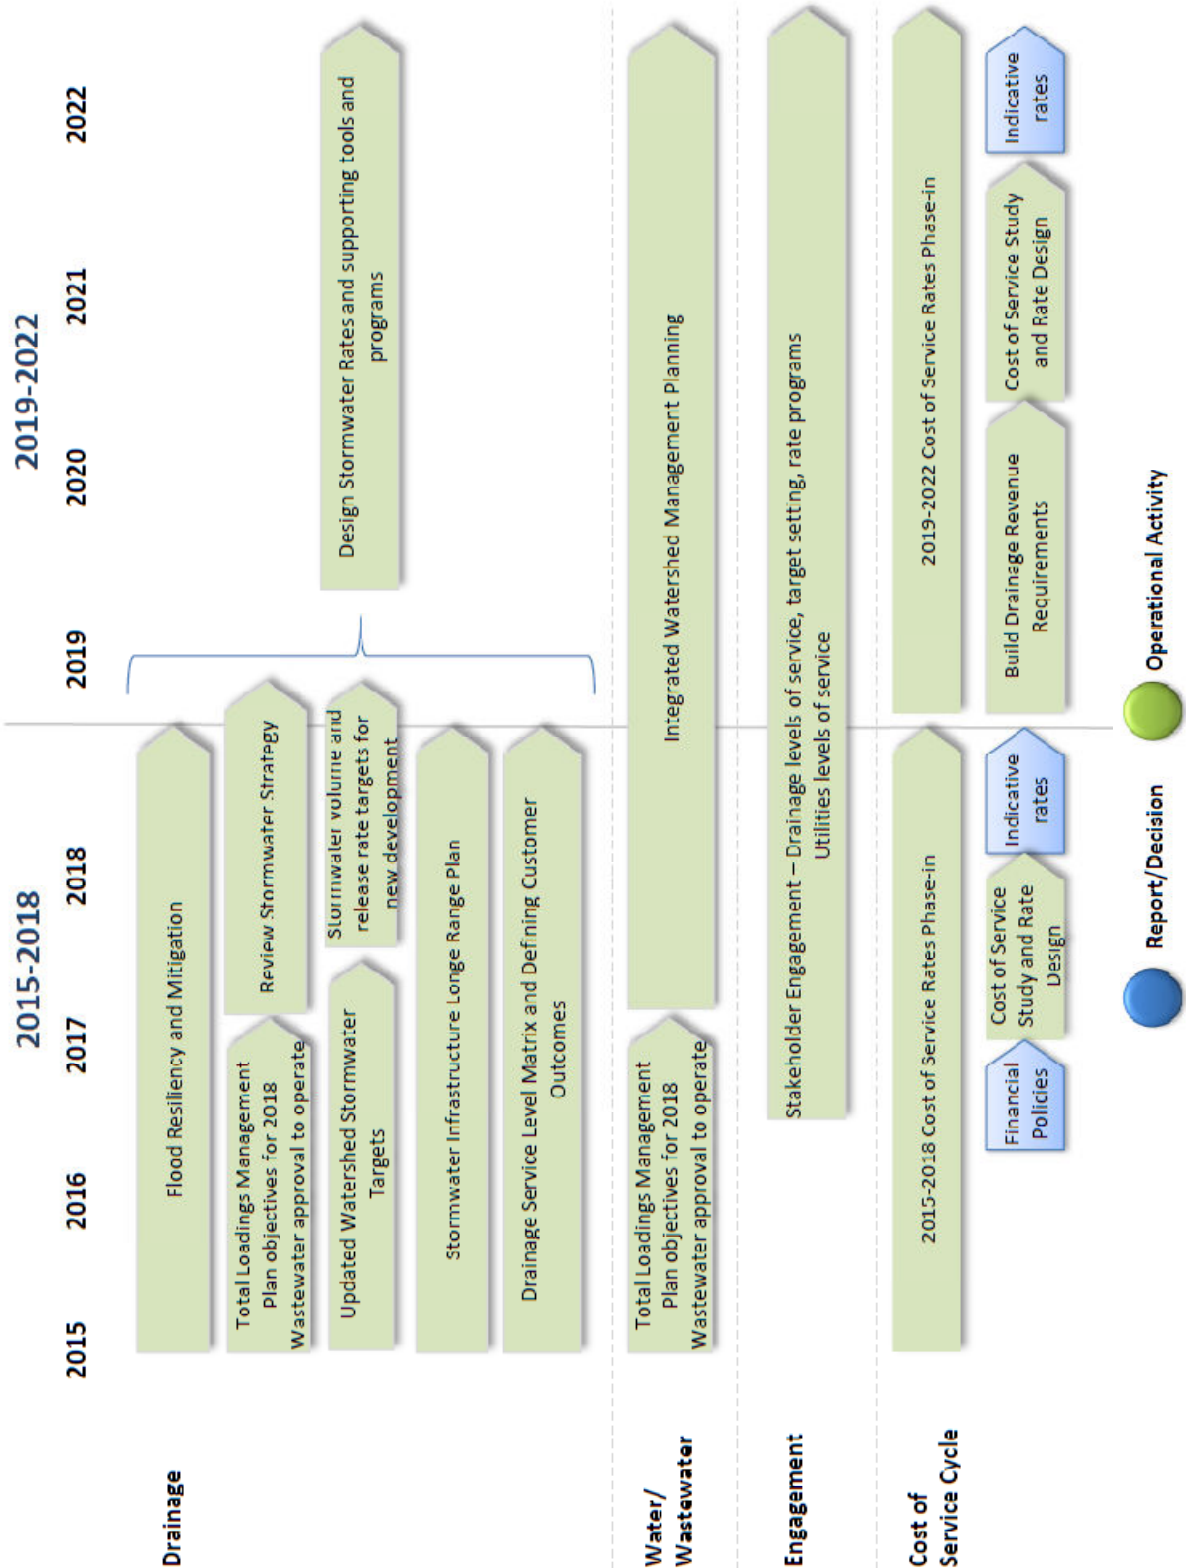 2015-2018
2019-2022
2015
2016
2017
2018
2019
2020
2021
2022
Drainage
Flood Resiliency and Mitigation
Total Loadings Management
Plan objectives for 2018
Wastewater approval to operate
Review Stormwater Strategy
Updated Watershed Stormwater
Targets
Stormwater volume and
release rate targets for
new development
Stormwater Infrastructure Longe Range Plan
Drainage Service Level Matrix and Defining Customer
Outcomes
Design Stormwater Rates and supporting tools and
programs
Water/
Wastewater
Total Loadings Management
Plan objectives for 2018
Wastewater approval to operate
Integrated Watershed Management Planning
Engagement
Stakeholder Engagement – Drainage levels of service, target setting, rate programs
Utilities levels of service
Cost of
Service Cycle
2015-2018 Cost of Service Rates Phase-in
2019-2022 Cost of Service Rates Phase-in
Financial
Policies
Cost of Service
Study and Rate
Design
Indicative
rates
Build Drainage Revenue
Requirements
Cost of Service Study
and Rate Design
Indicative
rates
Report/Decision
Operational Activity